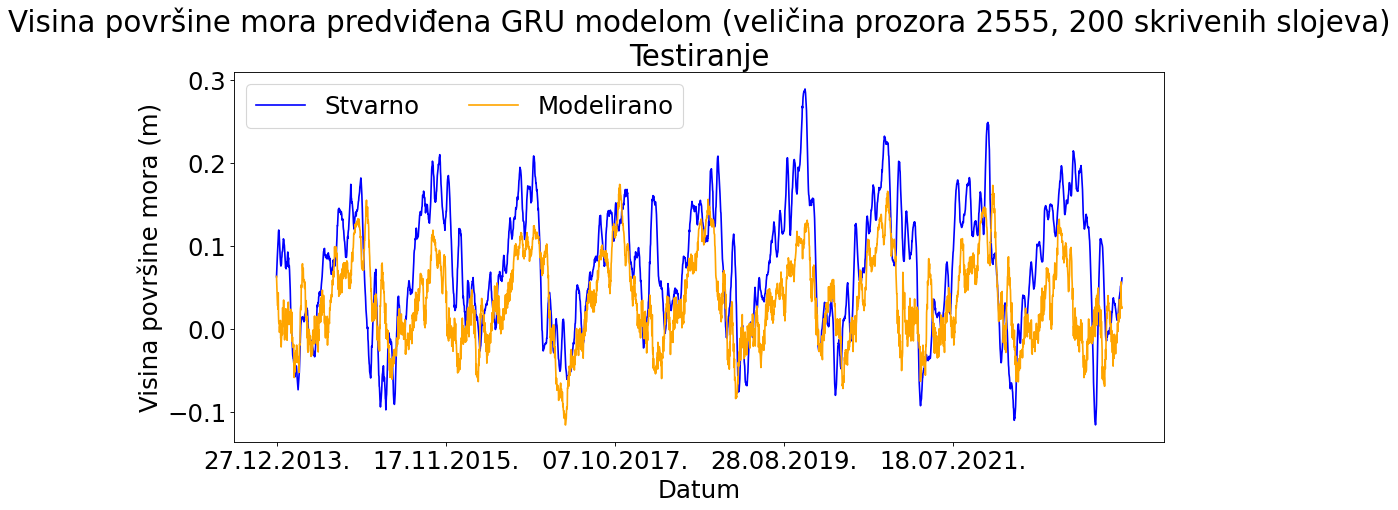 Visina površine mora predviđena GRU modelom (veličina prozora 2555, 200 skrivenih slojeva)
Testiranje
Stvarno
Modelirano
Visina površine mora (m)
0.3
0.2
0.1
0.0
−0.1
27.12.2013.
17.11.2015.
07.10.2017.
28.08.2019.
18.07.2021.
Datum